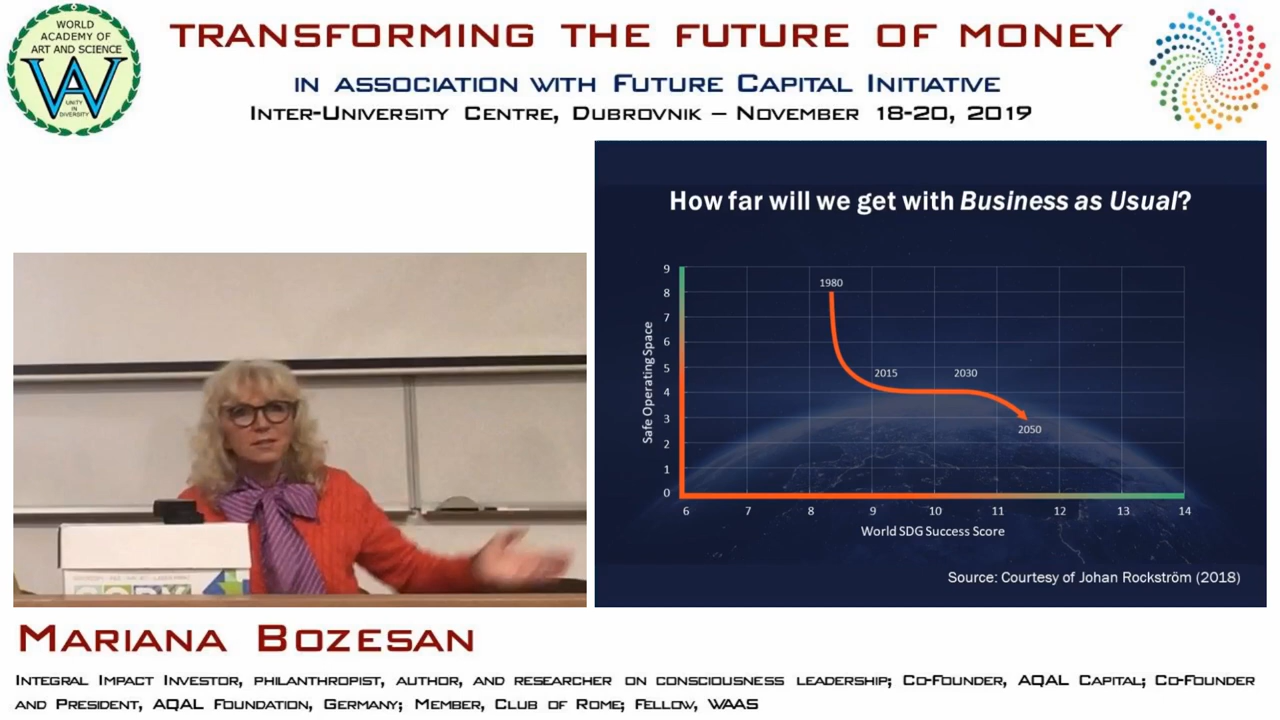 WORLD
ACADEMY OF
ART AND SCIENCE
UNITY
IN
DIVERSITY
TRANSFORMING THE FUTURE OF MONEY
IN ASSOCIATION WITH FUTURE CAPITAL INITIATIVE
INTER-UNIVERSITY CENTRE, DUBROVNIK – NOVEMBER 18-20, 2019
How far will we get with Business as Usual?
Safe Operating Space
9
8
7
6
5
4
3
2
1
0
1980
2015
2030
2050
6 7 8 9 10 11 12 13 14
World SDG Success Score
Source: Courtesy of Johan Rockström (2018)
COPY
MARIANA BOZESAN
INTEGRAL IMPACT INVESTOR, PHILANTHROPIST, AUTHOR, AND RESEARCHER ON CONSCIOUSNESS LEADERSHIP; CO-FOUNDER, AQAL CAPITAL; CO-FOUNDER
AND PRESIDENT, AQAL FOUNDATION, GERMANY; MEMBER, CLUB OF ROME; FELLOW, WAAS